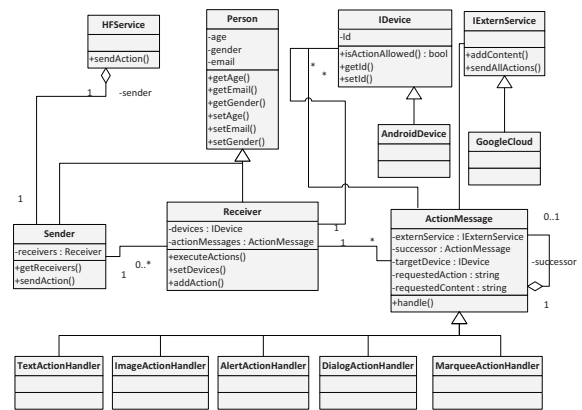 HFService
+sendAction()
Person
-age
-gender
-email
+getAge()
+getEmail()
+getGender()
+setAge()
+setEmail()
+setGender()
IDevice
-Id
+isActionAllowed() : bool
+getId()
+setId()
IExternService
+addContent()
+sendAllActions()
AndroidDevice
GoogleCloud
1
-sender
1
*
*
Sender
-receivers : Receiver
+getReceivers()
+sendAction()
1
0..*
Receiver
-devices : IDevice
-actionMessages : ActionMessage
+executeActions()
+setDevices()
+addAction()
1
1
*
ActionMessage
-externService : IExternService
-successor : ActionMessage
-targetDevice : IDevice
-requestedAction : string
-requestedContent : string
+handle()
0..1
-successor
1
TextActionHandler
ImageActionHandler
AlertActionHandler
DialogActionHandler
MarqueeActionHandler